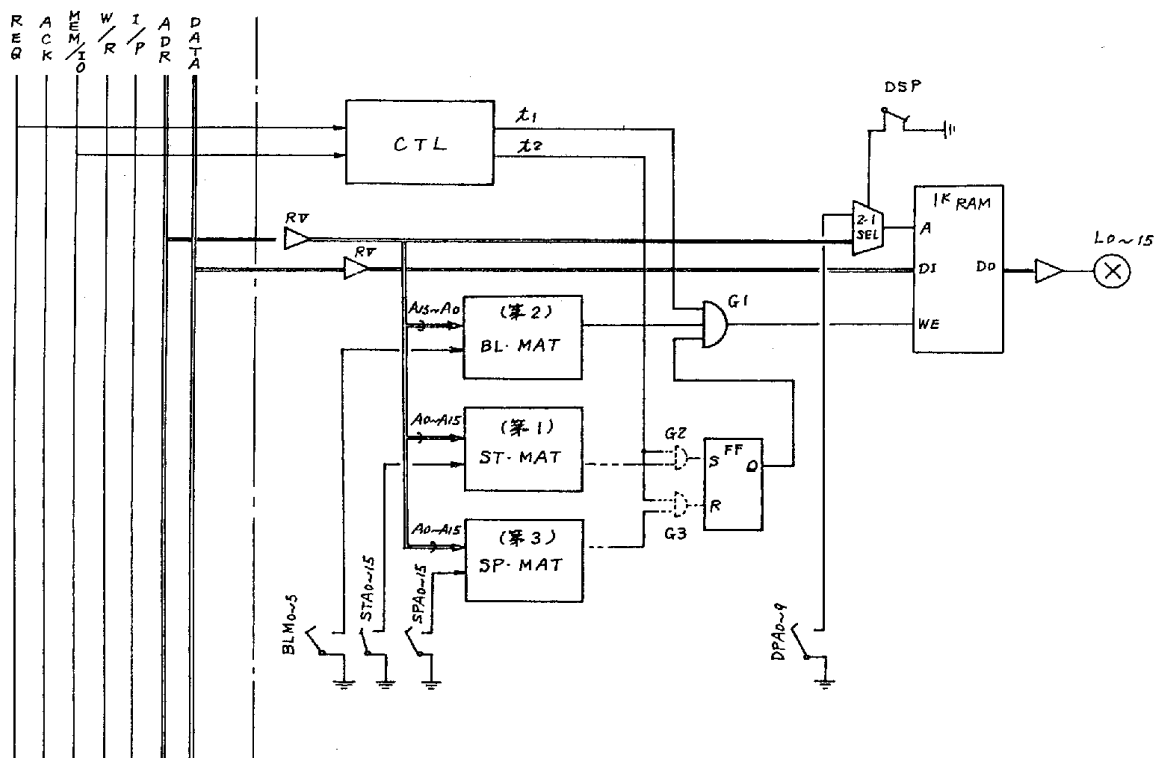 REQ
ACK
MEM/IO
W/R
I/P
ADR
DATA
CTL
t1
t2
DSP
RV
RV
2-1
SEL
1K RAM
A
DI
DO
WE
L0~15
A15~A0
(第2)
BL・MAT
G1
A0~A15
(第1)
ST・MAT
G2
S
FF
Q
R
G3
A0~A15
(第3)
SP・MAT
BLM0~5
STA0~15
SPA0~15
DPA0~9